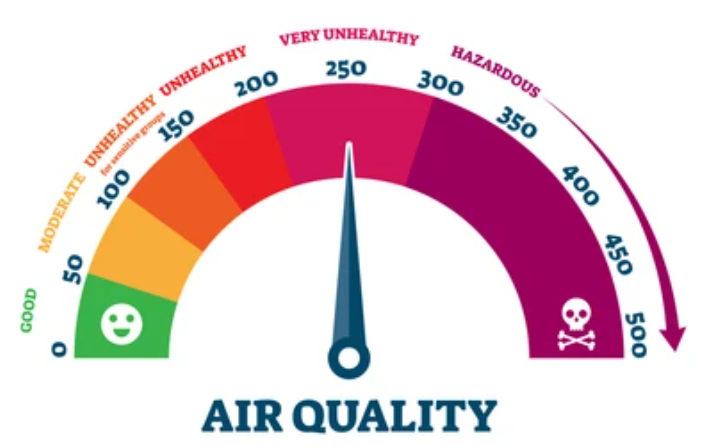 GOOD
MODERATE
UNHEALTHY
for sensitive groups
UNHEALTHY
VERY UNHEALTHY
HAZARDOUS
0
50
100
150
200
250
300
350
400
450
500
AIR QUALITY